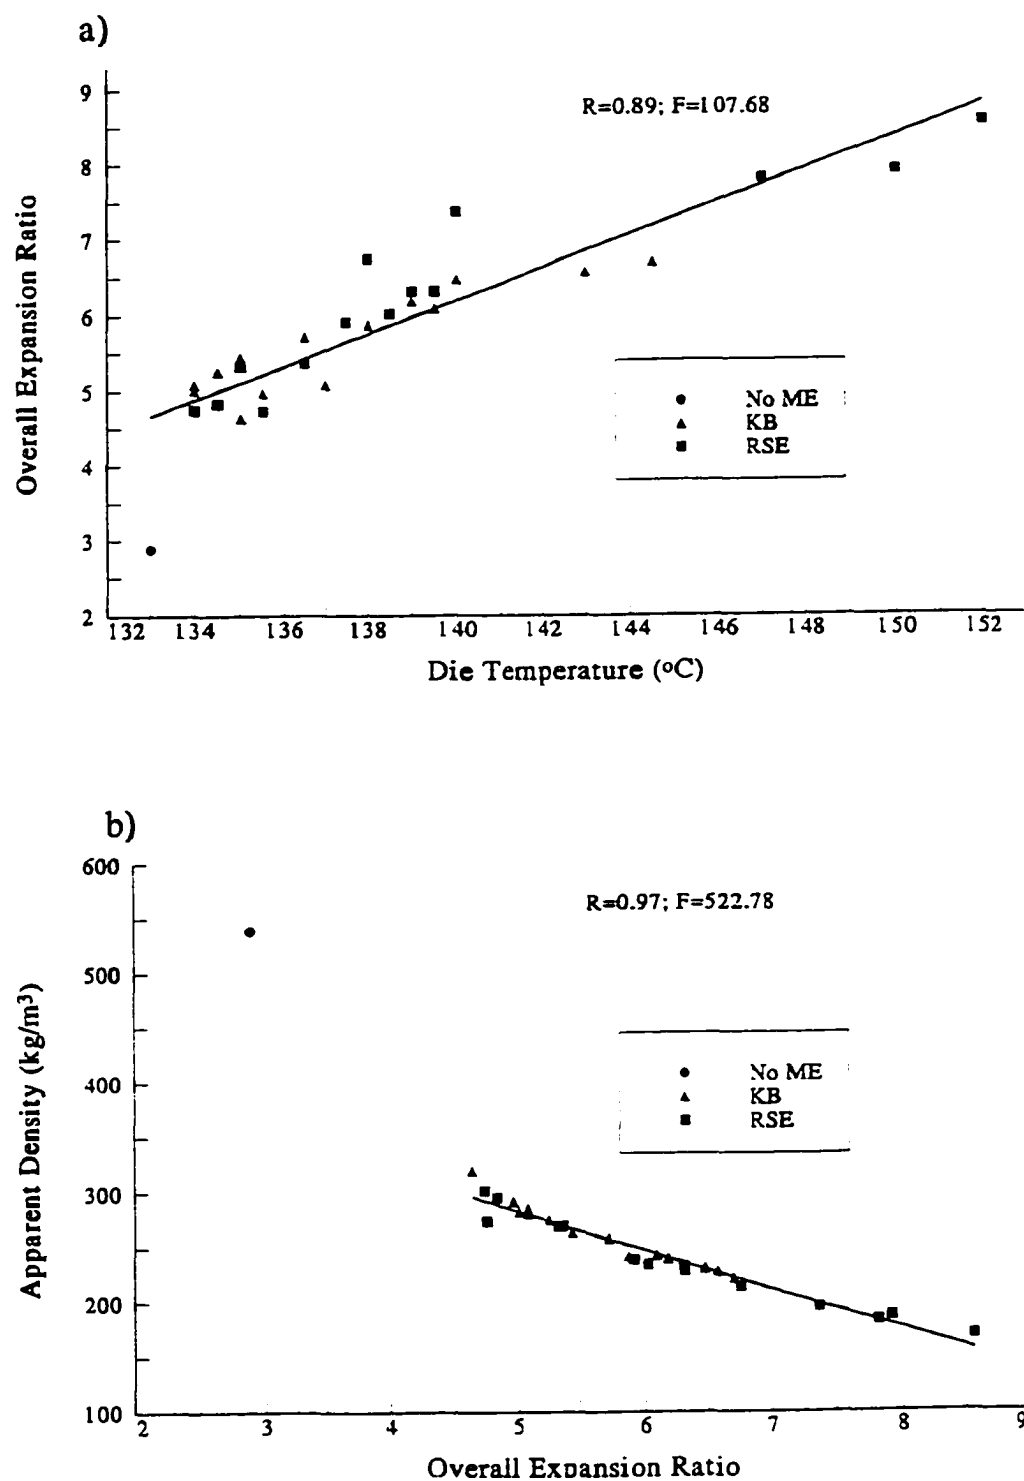 a)
R=0.89; F=107.68
9
8
7
6
5
4
3
2
Overall Expansion Ratio
No ME
KB
RSE
132 134 136 138 140 142 144 146 148 150 152
Die Temperature (°C)
b)
R=0.97; F=522.78
600
500
400
300
200
100
Apparent Density (kg/m³)
No ME
KB
RSE
2 3 4 5 6 7 8 9
Overall Expansion Ratio